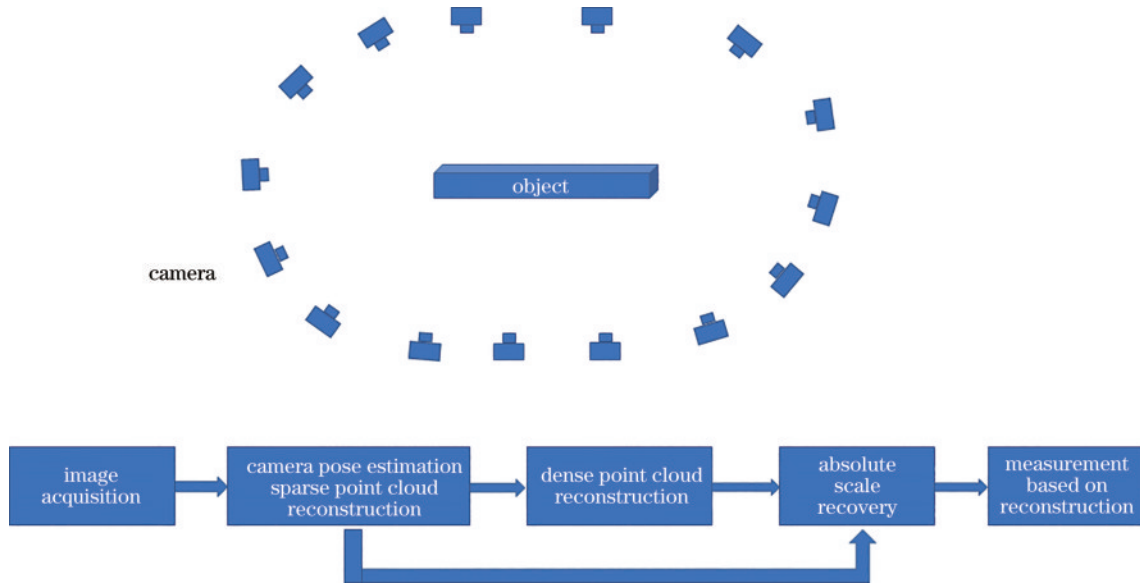 object
camera
image
acquisition
camera pose estimation
sparse point cloud
reconstruction
dense point cloud
reconstruction
absolute
scale
recovery
measurement
based on
reconstruction